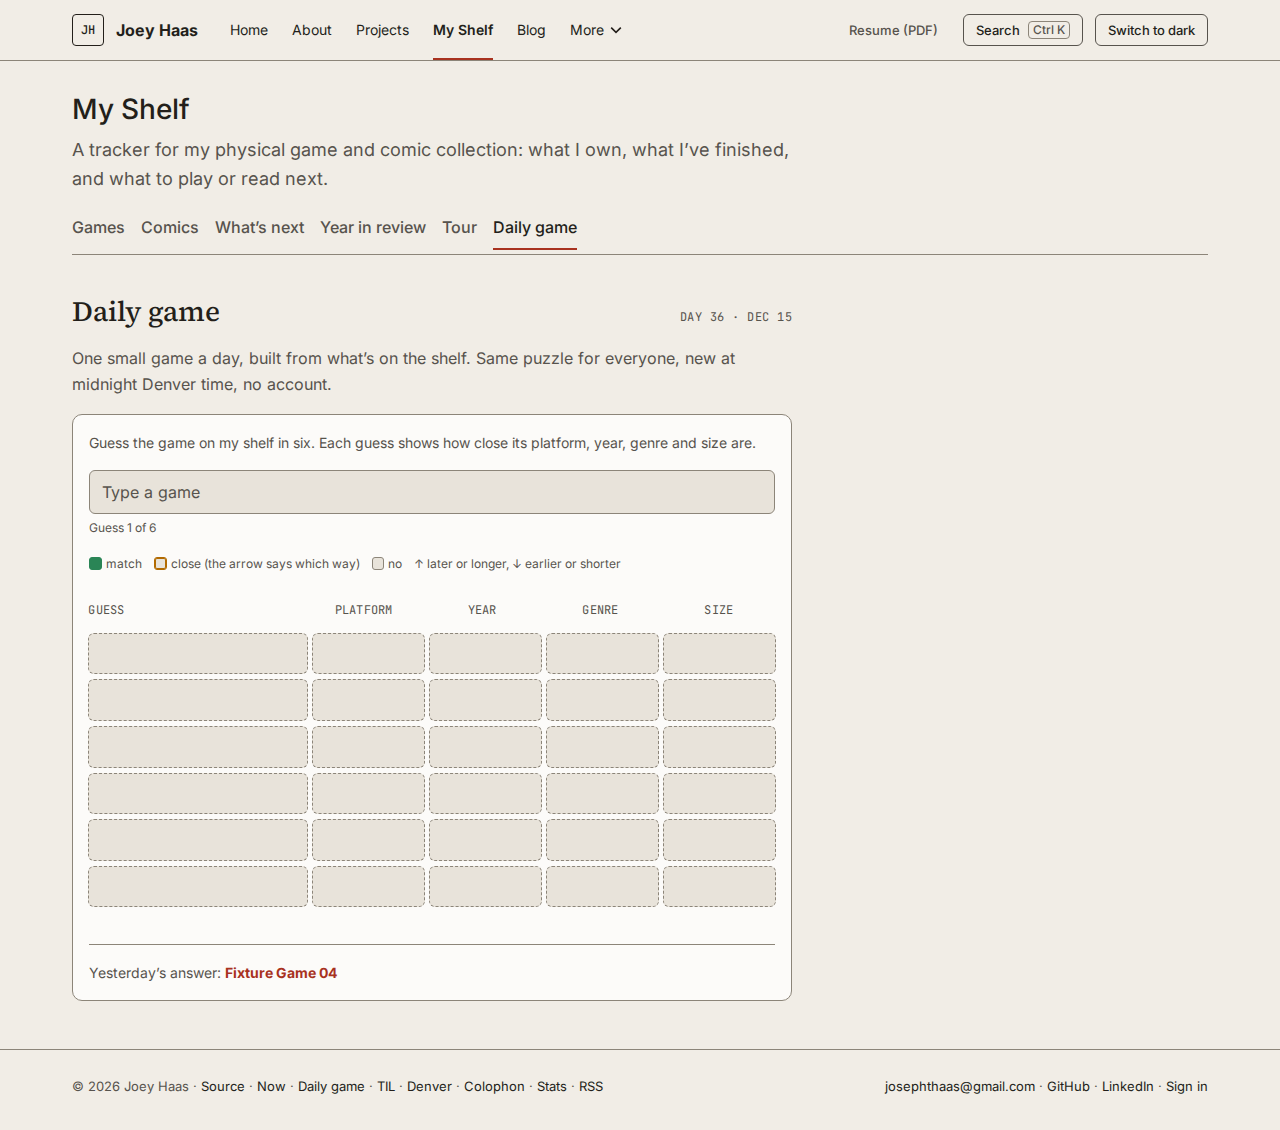 JH Joey Haas Home About Projects My Shelf Blog More Resume (PDF) Search Ctrl K Switch to dark
My Shelf
A tracker for my physical game and comic collection: what I own, what I’ve finished,
and what to play or read next.
Games Comics What’s next Year in review Tour Daily game
Daily game DAY 36 · DEC 15
One small game a day, built from what’s on the shelf. Same puzzle for everyone, new at
midnight Denver time, no account.
Guess the game on my shelf in six. Each guess shows how close its platform, year, genre and size are.
Type a game
Guess 1 of 6
match close (the arrow says which way) no ↑ later or longer, ↓ earlier or shorter
GUESS PLATFORM YEAR GENRE SIZE
Yesterday’s answer: Fixture Game 04
© 2026 Joey Haas · Source · Now · Daily game · TIL · Denver · Colophon · Stats · RSS josephthaas@gmail.com · GitHub · LinkedIn · Sign in